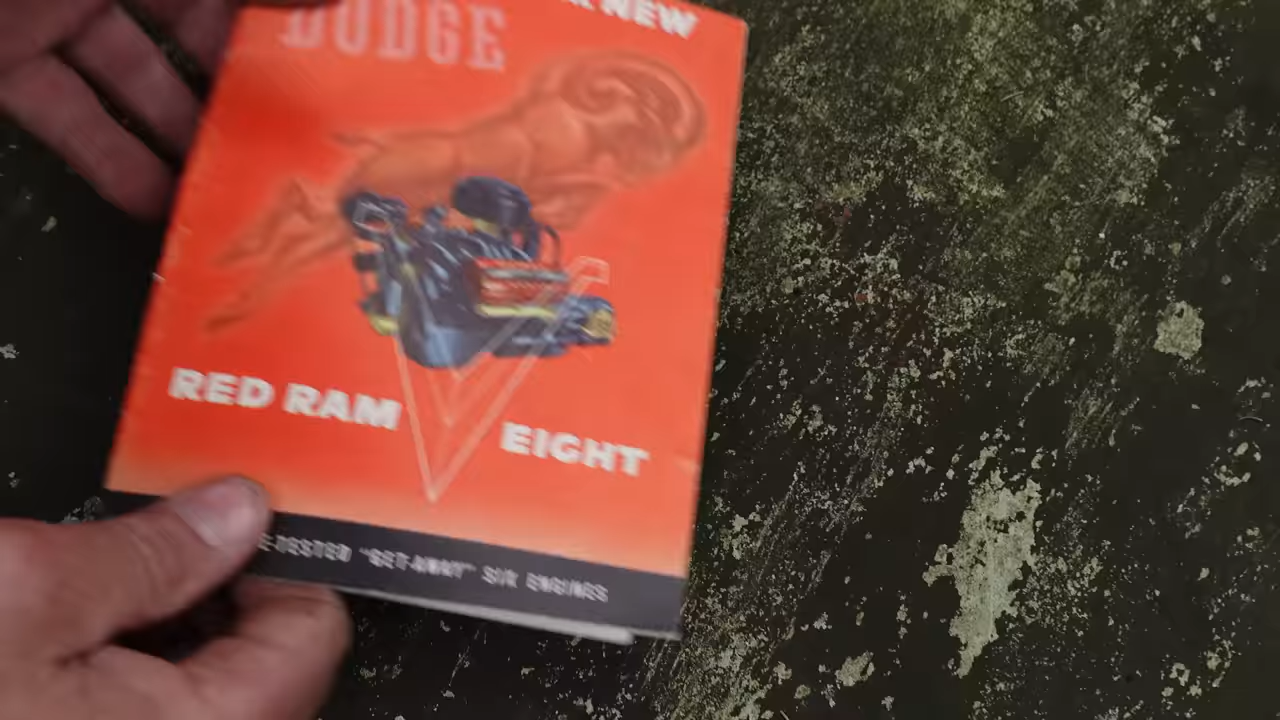 NEW
DODGE
RED RAM
EIGHT
-TESTED "GET-AWAY" SIX ENGINES